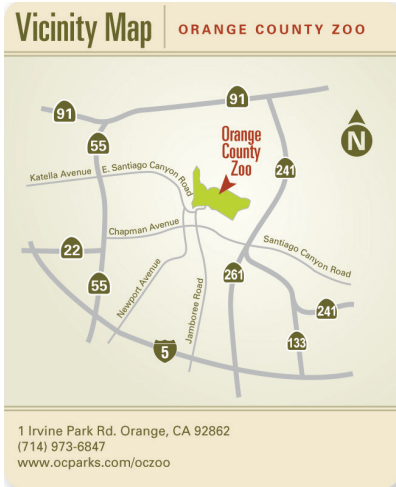 Vicinity Map
ORANGE COUNTY ZOO
91
91
N
55
Orange
County
Zoo
Katella Avenue
E. Santiago Canyon Road
241
Chapman Avenue
Santiago Canyon Road
22
55
Newport Avenue
Jamboree Road
261
241
133
5
1 Irvine Park Rd. Orange, CA 92862
(714) 973-6847
www.ocparks.com/oczoo